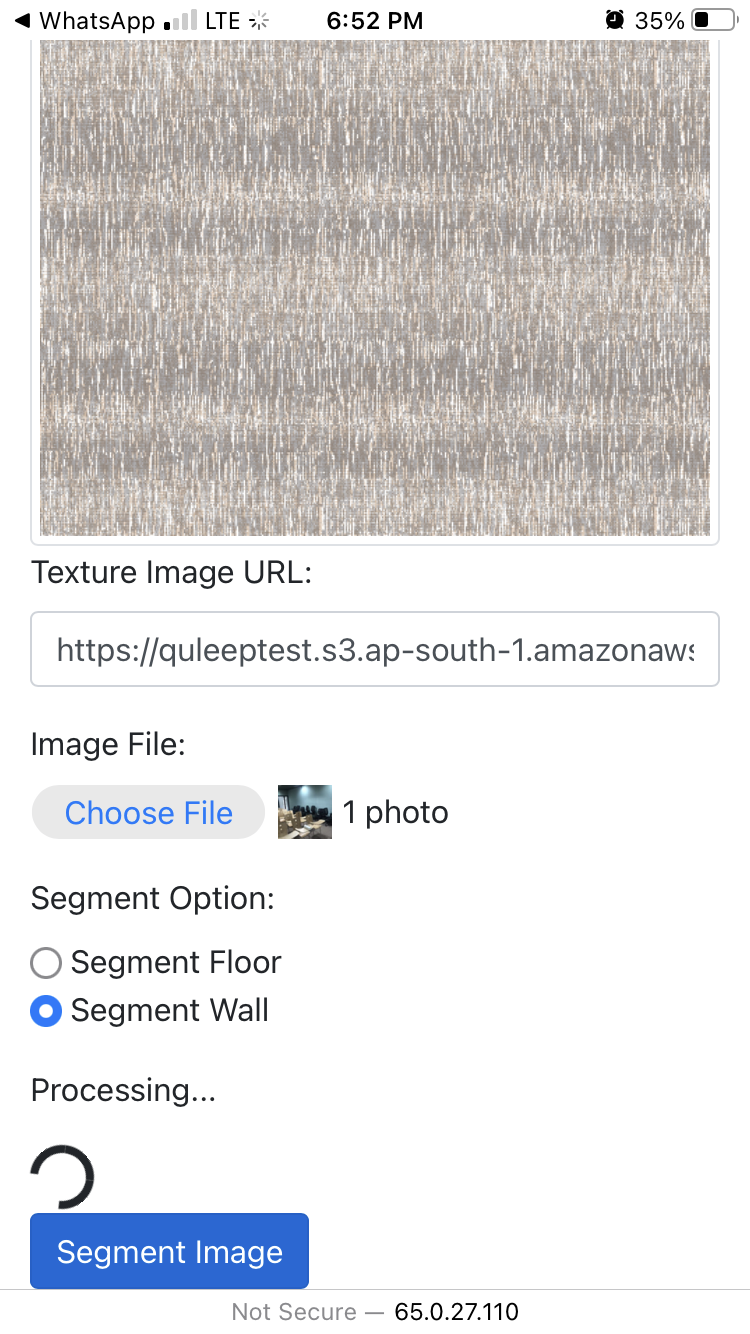 ◀ WhatsApp LTE 6:52 PM 35%
Texture Image URL:
https://quleeptest.s3.ap-south-1.amazonaws
Image File:
Choose File 1 photo
Segment Option:
Segment Floor
Segment Wall
Processing...
Segment Image
Not Secure — 65.0.27.110